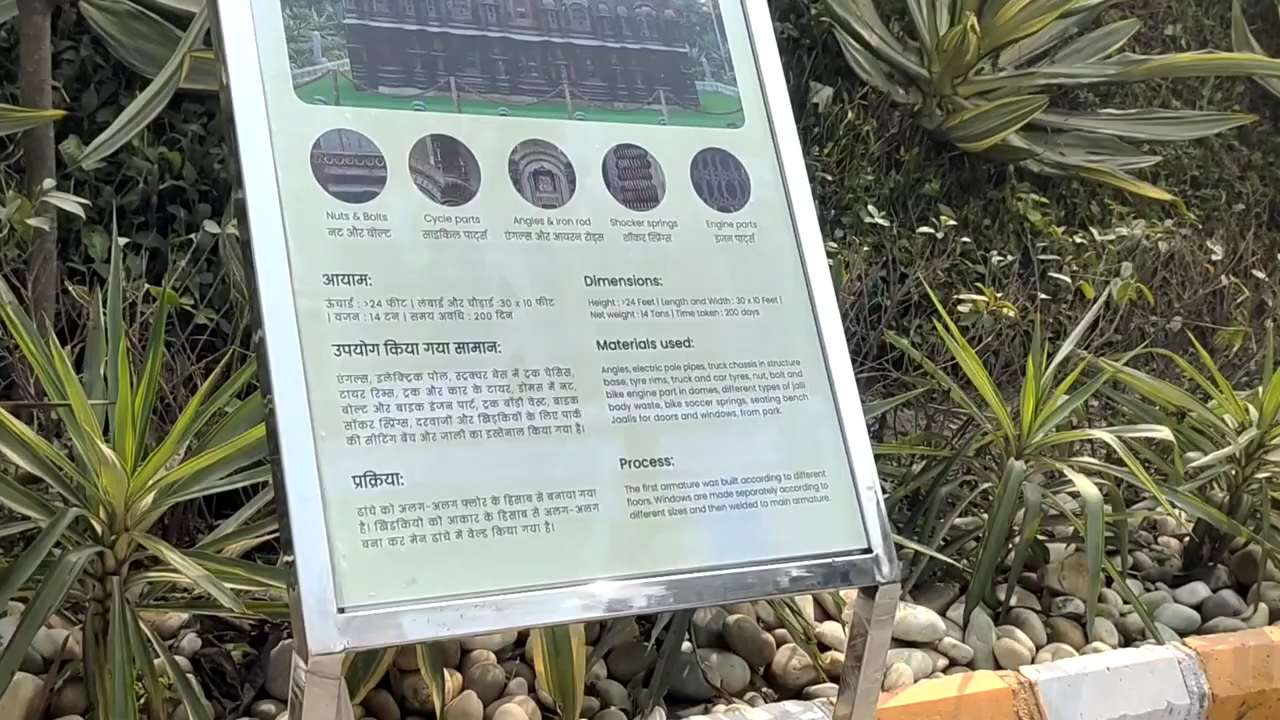 Nuts & Bolts
नट और बोल्ट
Cycle parts
साइकिल पार्ट्स
Angles & iron rod
एंगल्स और आयरन रोड्स
Shocker springs
शॉकर स्प्रिंग्स
Engine parts
इंजन पार्ट्स
आयाम:
ऊंचाई : >24 फीट | लंबाई और चौड़ाई :30 x 10 फीट
| वजन : 14 टन | समय अवधि : 200 दिन
उपयोग किया गया सामान:
एंगल्स, इलेक्ट्रिक पोल, स्ट्रक्चर बेस में ट्रक चेसिस,
टायर रिम्स, ट्रक और कार के टायर, डोमस में नट,
बोल्ट और बाइक इंजन पार्ट, ट्रक बॉडी वेस्ट, बाइक
सॉकर स्प्रिंग्स, दरवाजों और खिड़कियों के लिए पार्क
की सीटिंग बेंच और जाली का इस्तेमाल किया गया है।
प्रक्रिया:
ढांचे को अलग-अलग फ्लोर के हिसाब से बनाया गया
है। खिड़कियों को आकार के हिसाब से अलग-अलग
बना कर मेन ढांचे में वेल्ड किया गया है।
Dimensions:
Height : >24 Feet | Length and Width : 30 x 10 Feet |
Net weight : 14 Tons | Time taken : 200 days
Materials used:
Angles, electric pole pipes, truck chassis in structure
base, tyre rims, truck and car tyres, nut, bolt and
bike engine part in domes, different types of jalli
body waste, bike soccer springs, seating bench
Jaalis for doors and windows, from park.
Process:
The first armature was built according to different
floors. Windows are made separately according to
different sizes and then welded to main armature.